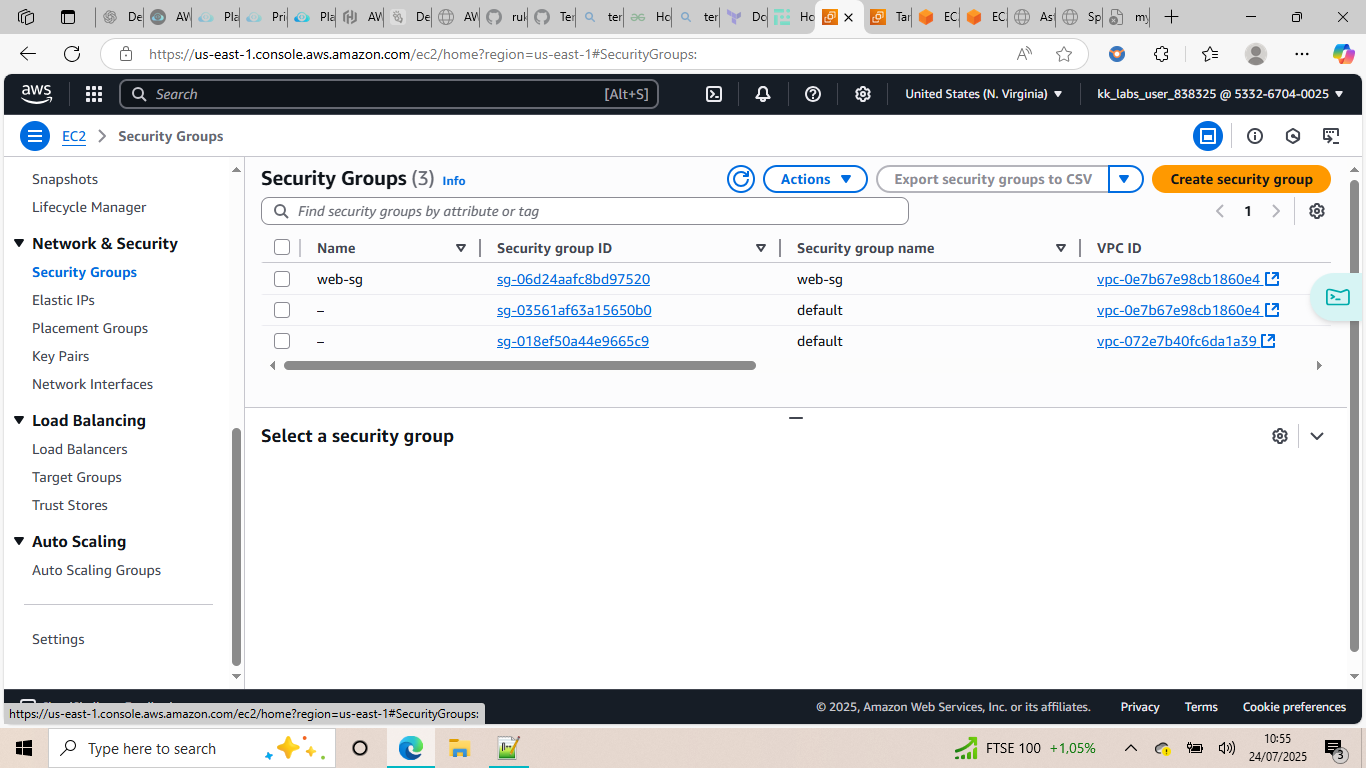 De
AV
Pla
Pri
Pla
AV
De
AV
ruk
Ter
ter
Ho
ter
Do
Ho
Tar
EC
EC
Ast
Sp
my
https://us-east-1.console.aws.amazon.com/ec2/home?region=us-east-1#SecurityGroups:
aws
Search
[Alt+S]
United States (N. Virginia)
kk_labs_user_838325 @ 5332-6704-0025
EC2
Security Groups
Snapshots
Lifecycle Manager
Network & Security
Security Groups
Elastic IPs
Placement Groups
Key Pairs
Network Interfaces
Load Balancing
Load Balancers
Target Groups
Trust Stores
Auto Scaling
Auto Scaling Groups
Settings
Security Groups (3) Info
Actions
Export security groups to CSV
Create security group
Find security groups by attribute or tag
1
Name Security group ID Security group name VPC ID
web-sg sg-06d24aafc8bd97520 web-sg vpc-0e7b67e98cb1860e4
– sg-03561af63a15650b0 default vpc-0e7b67e98cb1860e4
– sg-018ef50a44e9665c9 default vpc-072e7b40fc6da1a39
Select a security group
https://us-east-1.console.aws.amazon.com/ec2/home?region=us-east-1#SecurityGroups:
© 2025, Amazon Web Services, Inc. or its affiliates.
Privacy
Terms
Cookie preferences
Type here to search
FTSE 100 +1,05%
10:55
24/07/2025
3